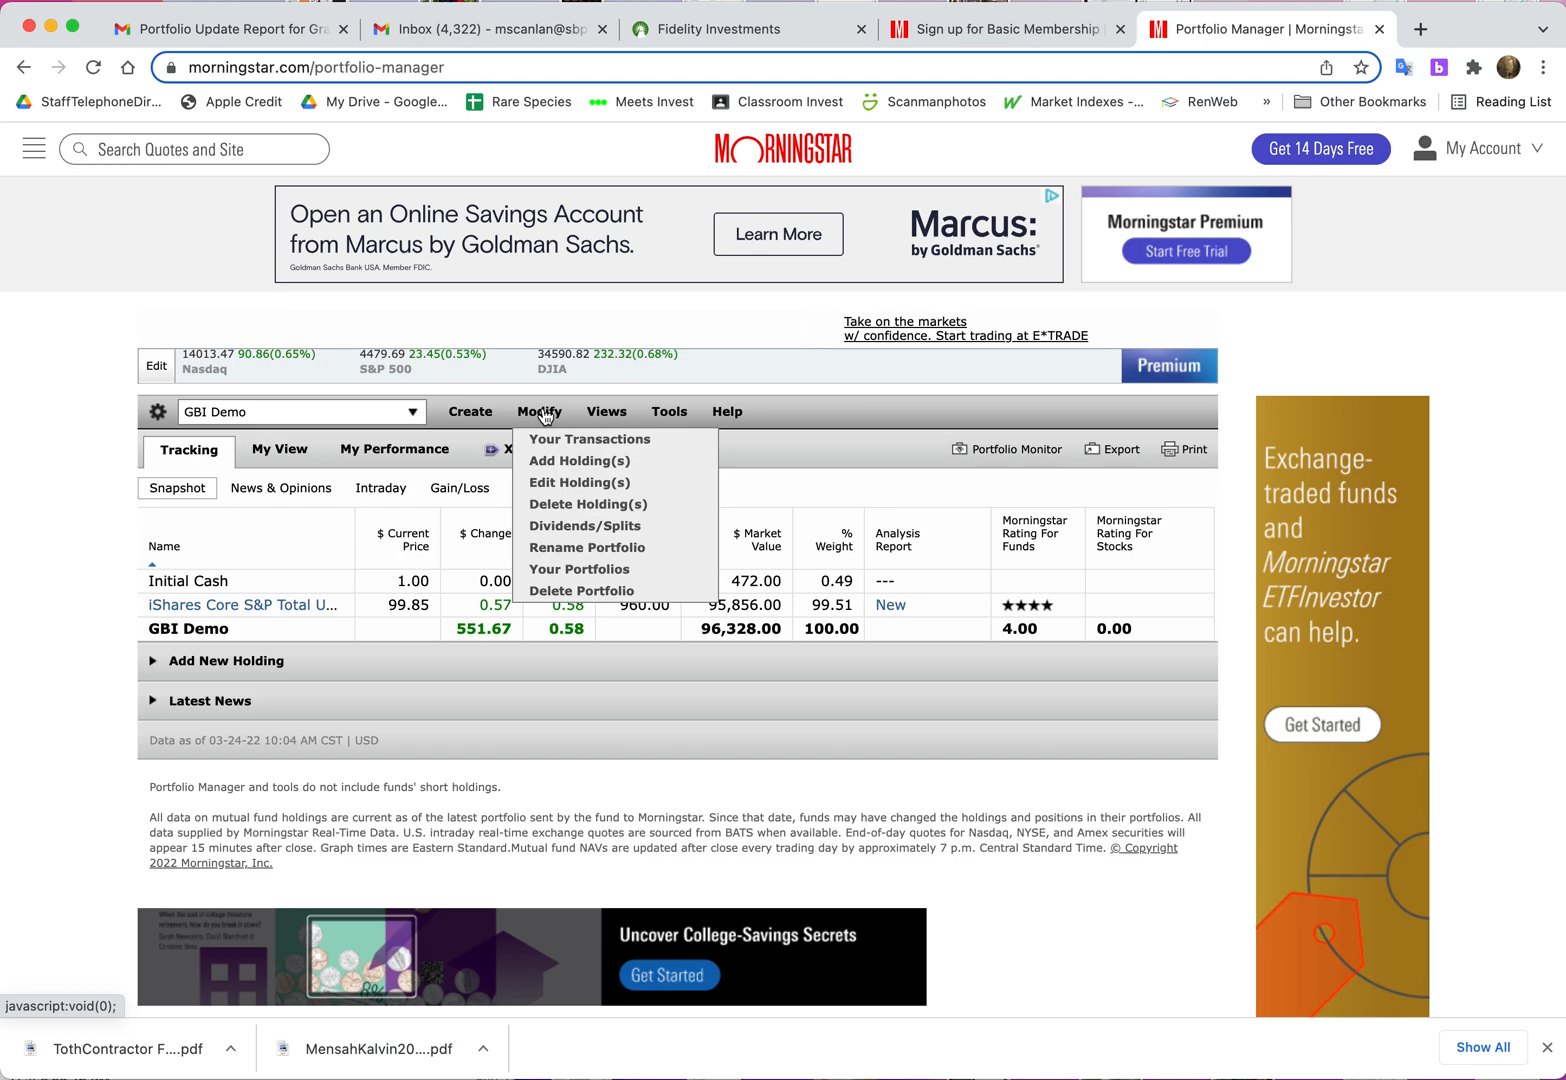 Portfolio Update Report for Gra
Inbox (4,322) - mscanlan@sbp
Fidelity Investments
Sign up for Basic Membership |
Portfolio Manager | Morningsta
morningstar.com/portfolio-manager
StaffTelephoneDir...
Apple Credit
My Drive - Google...
Rare Species
Meets Invest
Classroom Invest
Scanmanphotos
Market Indexes -...
RenWeb
»
Other Bookmarks
Reading List
Search Quotes and Site
MORNINGSTAR
Get 14 Days Free
My Account
Open an Online Savings Account
from Marcus by Goldman Sachs.
Goldman Sachs Bank USA. Member FDIC.
Learn More
Marcus:
by Goldman Sachs®
Morningstar Premium
Start Free Trial
Take on the markets
w/ confidence. Start trading at E*TRADE
Edit
14013.47 90.86(0.65%)
Nasdaq
4479.69 23.45(0.53%)
S&P 500
34590.82 232.32(0.68%)
DJIA
Premium
GBI Demo
Create
Modify
Views
Tools
Help
Tracking
My View
My Performance
X
Portfolio Monitor
Export
Print
Your Transactions
Add Holding(s)
Edit Holding(s)
Delete Holding(s)
Dividends/Splits
Rename Portfolio
Your Portfolios
Delete Portfolio
Snapshot
News & Opinions
Intraday
Gain/Loss
Name
$ Current
Price
$ Change
$ Market
Value
%
Weight
Analysis
Report
Morningstar
Rating For
Funds
Morningstar
Rating For
Stocks
Initial Cash 1.00 0.00 472.00 0.49 ---
iShares Core S&P Total U... 99.85 0.57 0.58 960.00 95,856.00 99.51 New ★★★★
GBI Demo 551.67 0.58 96,328.00 100.00 4.00 0.00
Add New Holding
Latest News
Data as of 03-24-22 10:04 AM CST | USD
Portfolio Manager and tools do not include funds' short holdings.
All data on mutual fund holdings are current as of the latest portfolio sent by the fund to Morningstar. Since that date, funds may have changed the holdings and positions in their portfolios. All
data supplied by Morningstar Real-Time Data. U.S. intraday real-time exchange quotes are sourced from BATS when available. End-of-day quotes for Nasdaq, NYSE, and Amex securities will
appear 15 minutes after close. Graph times are Eastern Standard.Mutual fund NAVs are updated after close every trading day by approximately 7 p.m. Central Standard Time. © Copyright
2022 Morningstar, Inc.
Exchange-
traded funds
and
Morningstar
ETFInvestor
can help.
Get Started
When the cost of college threatens
retirement, how do you break it down?
Uncover College-Savings Secrets
Get Started
javascript:void(0);
TothContractor F....pdf
MensahKalvin20....pdf
Show All